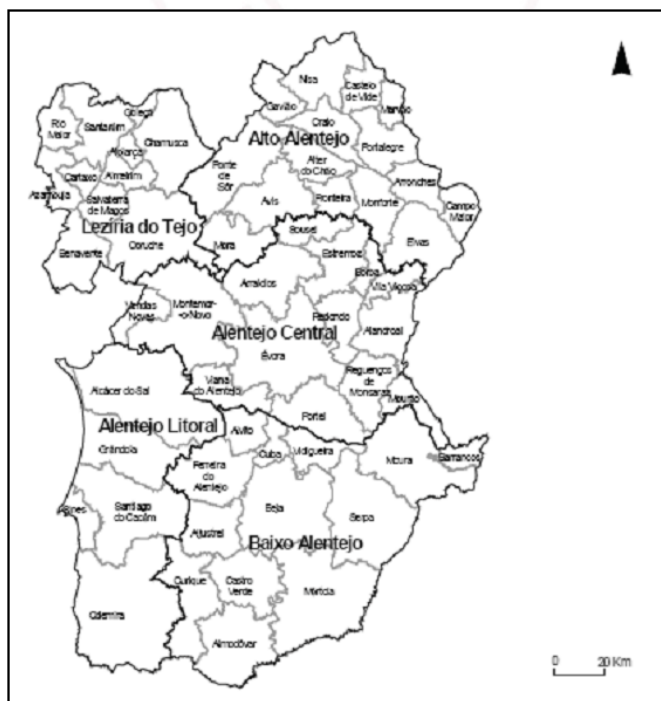 Nisa
Castelo
de Vide
Gavião
Marvão
Crato
Alto Alentejo
Portalegre
Alter
do Chão
Ponte
de
Sôr
Arronches
Avis
Fronteira
Monforte
Campo
Maior
Elvas
Mora
Sousel
Golegã
Rio
Maior
Santarém
Chamusca
Alpiarça
Cartaxo
Almeirim
Azambuja
Salvaterra
de Magos
Lezíria do Tejo
Benavente
Coruche
Estremoz
Borba
Vila Viçosa
Arraiolos
Vendas
Novas
Montemor
-o-Novo
Redondo
Alandroal
Alentejo Central
Évora
Reguengos
de
Monsaraz
Viana
do Alentejo
Mourão
Portel
Alcácer do Sal
Alentejo Litoral
Grândola
Sines
Santiago
do Cacém
Odemira
Alvito
Cuba
Vidigueira
Moura
Barrancos
Ferreira
do
Alentejo
Beja
Serpa
Aljustrel
Baixo Alentejo
Ourique
Castro
Verde
Mértola
Almodôvar
0 20 Km